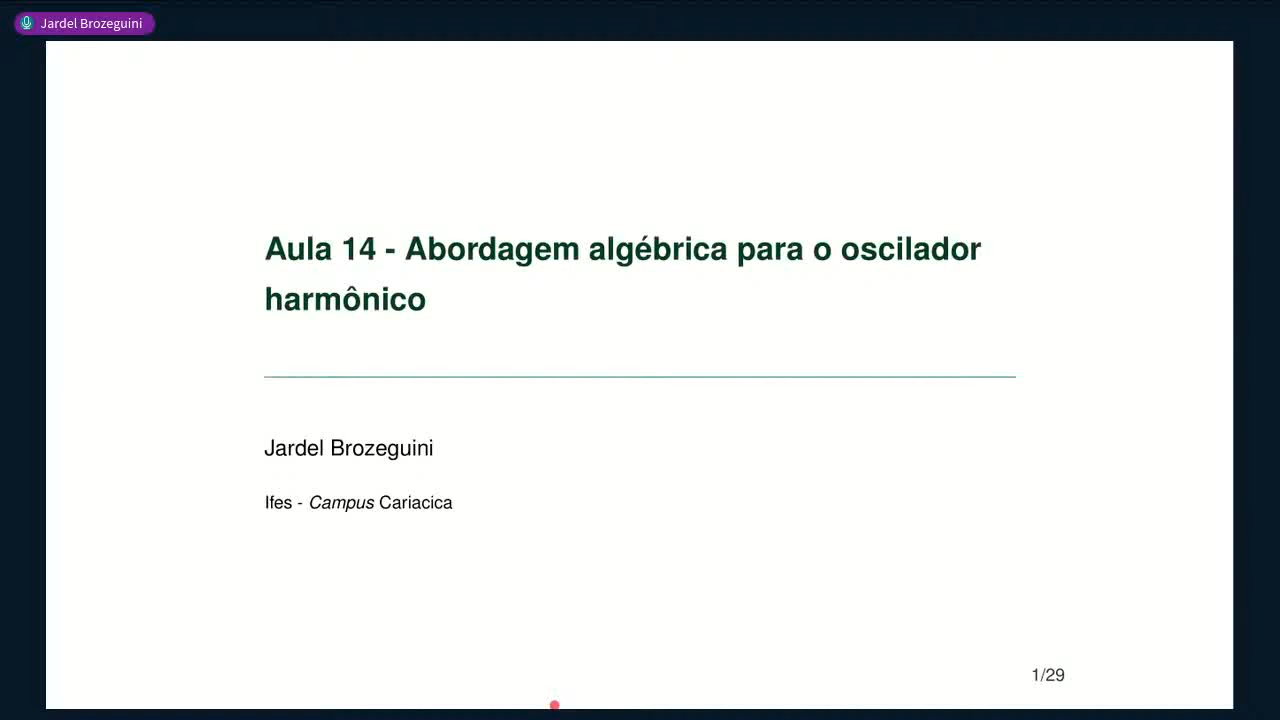 Jardel Brozeguini
Aula 14 - Abordagem algébrica para o oscilador
harmônico
Jardel Brozeguini
Ifes - Campus Cariacica
1/29